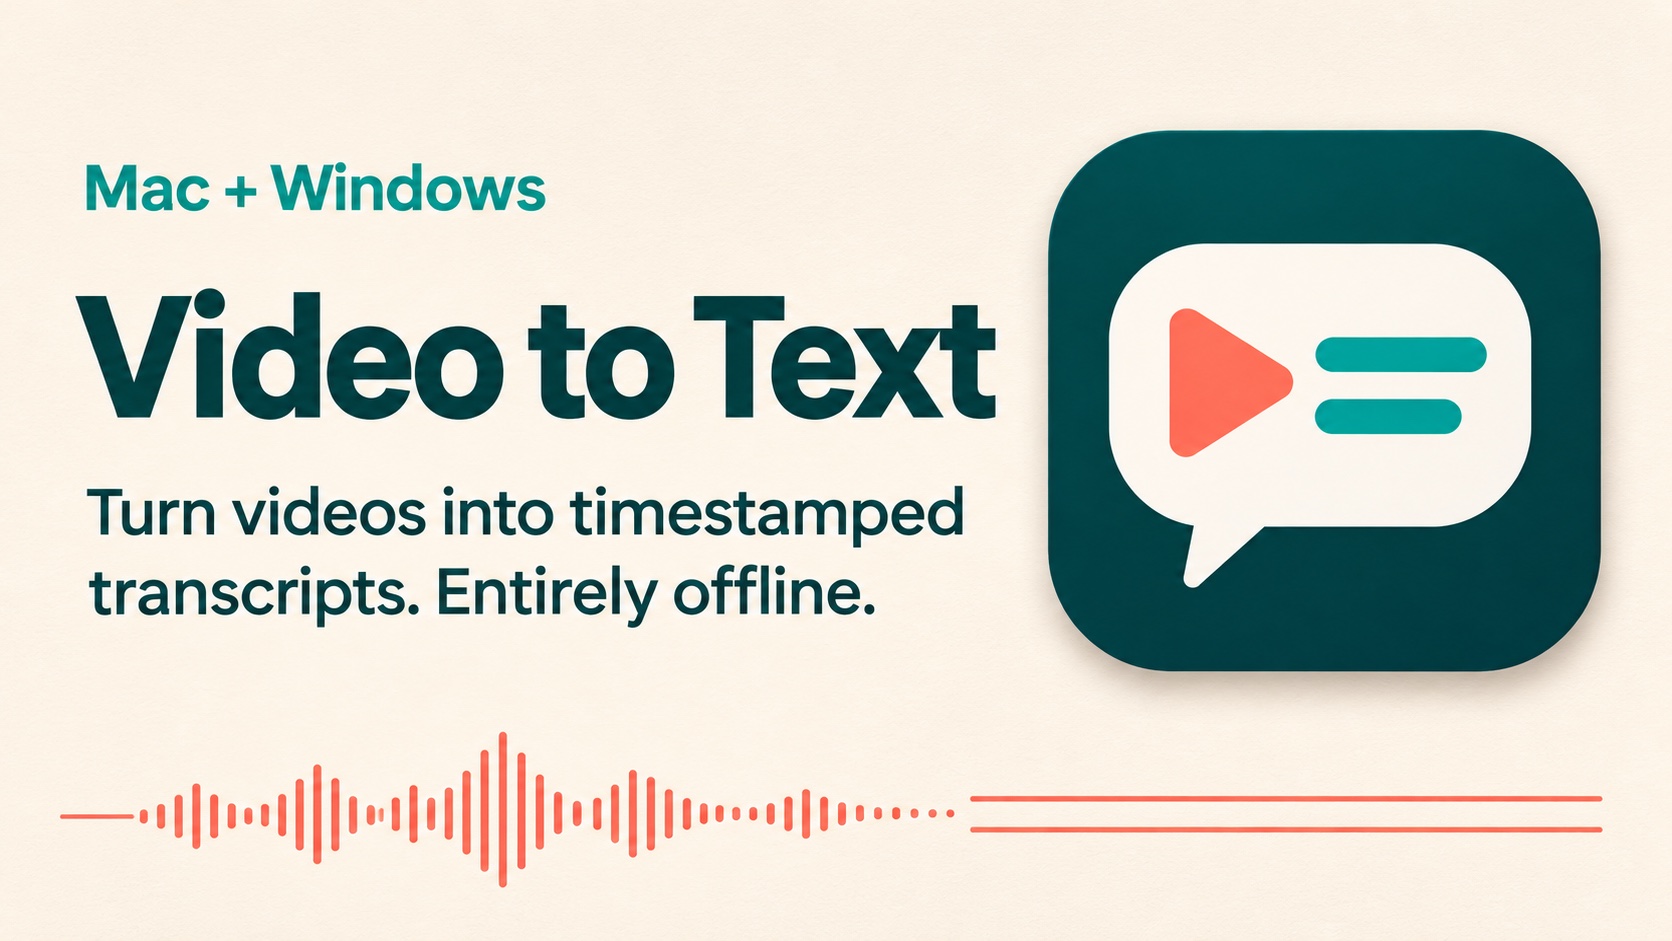 Mac + Windows
Video to Text
Turn videos into timestamped
transcripts. Entirely offline.